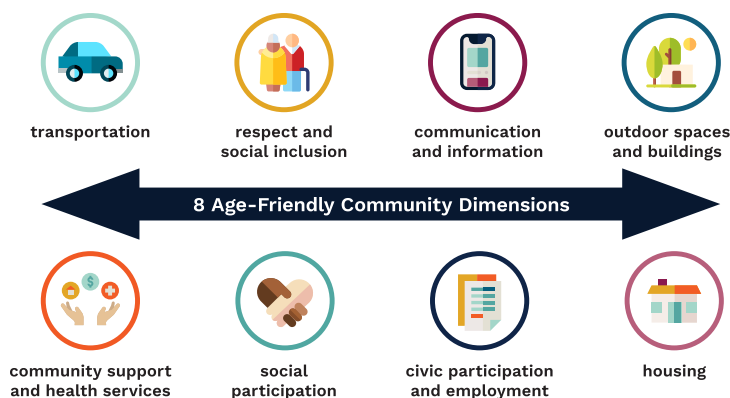 transportation
respect and
social inclusion
communication
and information
outdoor spaces
and buildings
8 Age-Friendly Community Dimensions
$
community support
and health services
social
participation
civic participation
and employment
housing